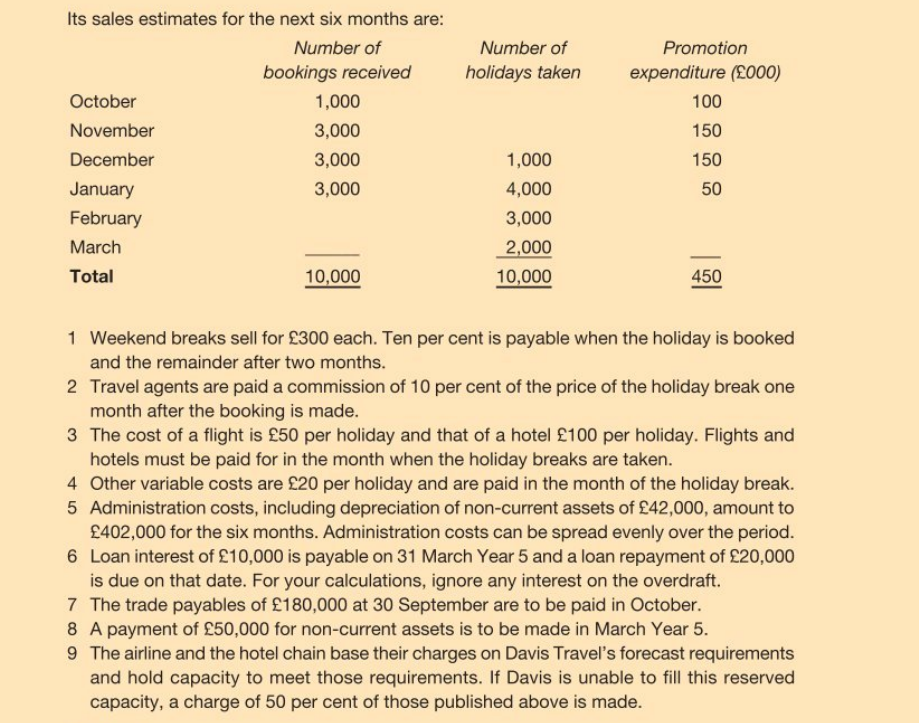 Its sales estimates for the next six months are:
Number of Number of Promotion
bookings received holidays taken expenditure (£000)
October 1,000 100
November 3,000 150
December 3,000 1,000 150
January 3,000 4,000 50
February 3,000
March 2,000
Total 10,000 10,000 450
1 Weekend breaks sell for £300 each. Ten per cent is payable when the holiday is booked
and the remainder after two months.
2 Travel agents are paid a commission of 10 per cent of the price of the holiday break one
month after the booking is made.
3 The cost of a flight is £50 per holiday and that of a hotel £100 per holiday. Flights and
hotels must be paid for in the month when the holiday breaks are taken.
4 Other variable costs are £20 per holiday and are paid in the month of the holiday break.
5 Administration costs, including depreciation of non-current assets of £42,000, amount to
£402,000 for the six months. Administration costs can be spread evenly over the period.
6 Loan interest of £10,000 is payable on 31 March Year 5 and a loan repayment of £20,000
is due on that date. For your calculations, ignore any interest on the overdraft.
7 The trade payables of £180,000 at 30 September are to be paid in October.
8 A payment of £50,000 for non-current assets is to be made in March Year 5.
9 The airline and the hotel chain base their charges on Davis Travel's forecast requirements
and hold capacity to meet those requirements. If Davis is unable to fill this reserved
capacity, a charge of 50 per cent of those published above is made.